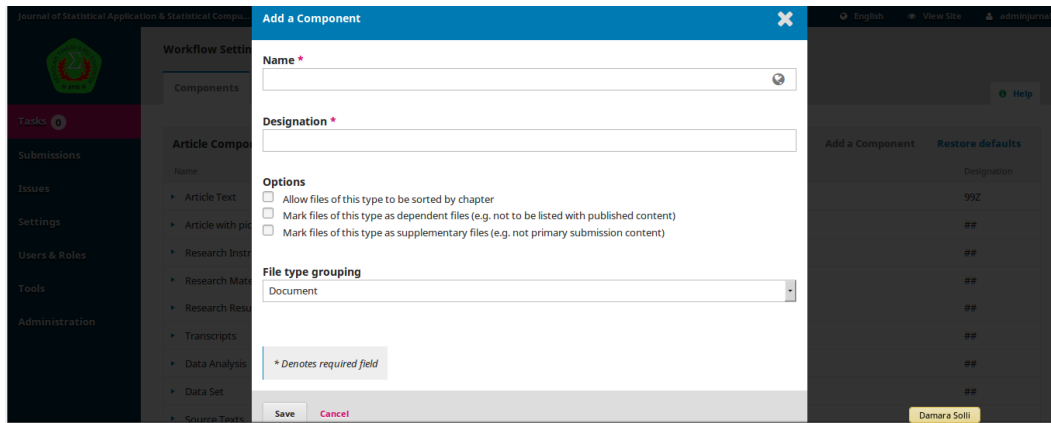 Journal of Statistical Application & Statistical Compu...
English
View Site
adminjurnal
Add a Component
Workflow Settin
Name *
Components
Help
Tasks 0
Designation *
Submissions
Article Compo
Add a Component
Restore defaults
Name
Designation
Issues
Options
Article Text
Allow files of this type to be sorted by chapter
99Z
Mark files of this type as dependent files (e.g. not to be listed with published content)
Settings
Article with pic
Mark files of this type as supplementary files (e.g. not primary submission content)
##
Users & Roles
Research Instr
##
File type grouping
Research Mate
Document
##
Tools
Research Resu
##
Administration
Transcripts
##
* Denotes required field
Data Analysis
##
Data Set
##
Save
Cancel
Source Texts
Damara Solli